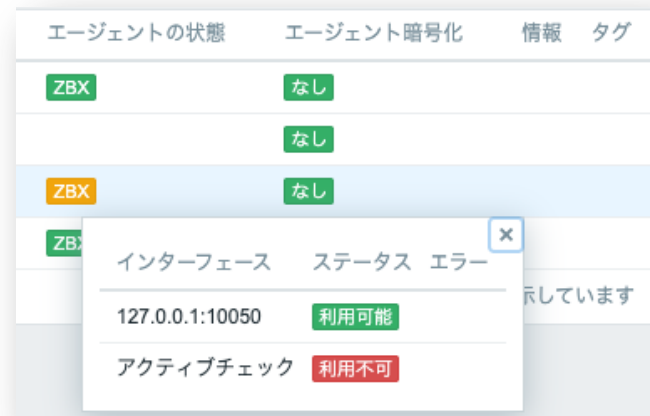 エージェントの状態 エージェント暗号化 情報 タグ
ZBX なし
なし
ZBX なし
ZBX
×
インターフェース ステータス エラー
示しています
127.0.0.1:10050 利用可能
アクティブチェック 利用不可